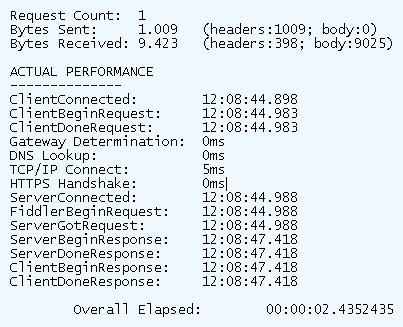 Request Count: 1
Bytes Sent: 1.009 (headers:1009; body:0)
Bytes Received: 9.423 (headers:398; body:9025)
ACTUAL PERFORMANCE
--------------
ClientConnected: 12:08:44.898
ClientBeginRequest: 12:08:44.983
ClientDoneRequest: 12:08:44.983
Gateway Determination: 0ms
DNS Lookup: 0ms
TCP/IP Connect: 5ms
HTTPS Handshake: 0ms
ServerConnected: 12:08:44.988
FiddlerBeginRequest: 12:08:44.988
ServerGotRequest: 12:08:44.988
ServerBeginResponse: 12:08:47.418
ServerDoneResponse: 12:08:47.418
ClientBeginResponse: 12:08:47.418
ClientDoneResponse: 12:08:47.418
Overall Elapsed: 00:00:02.4352435